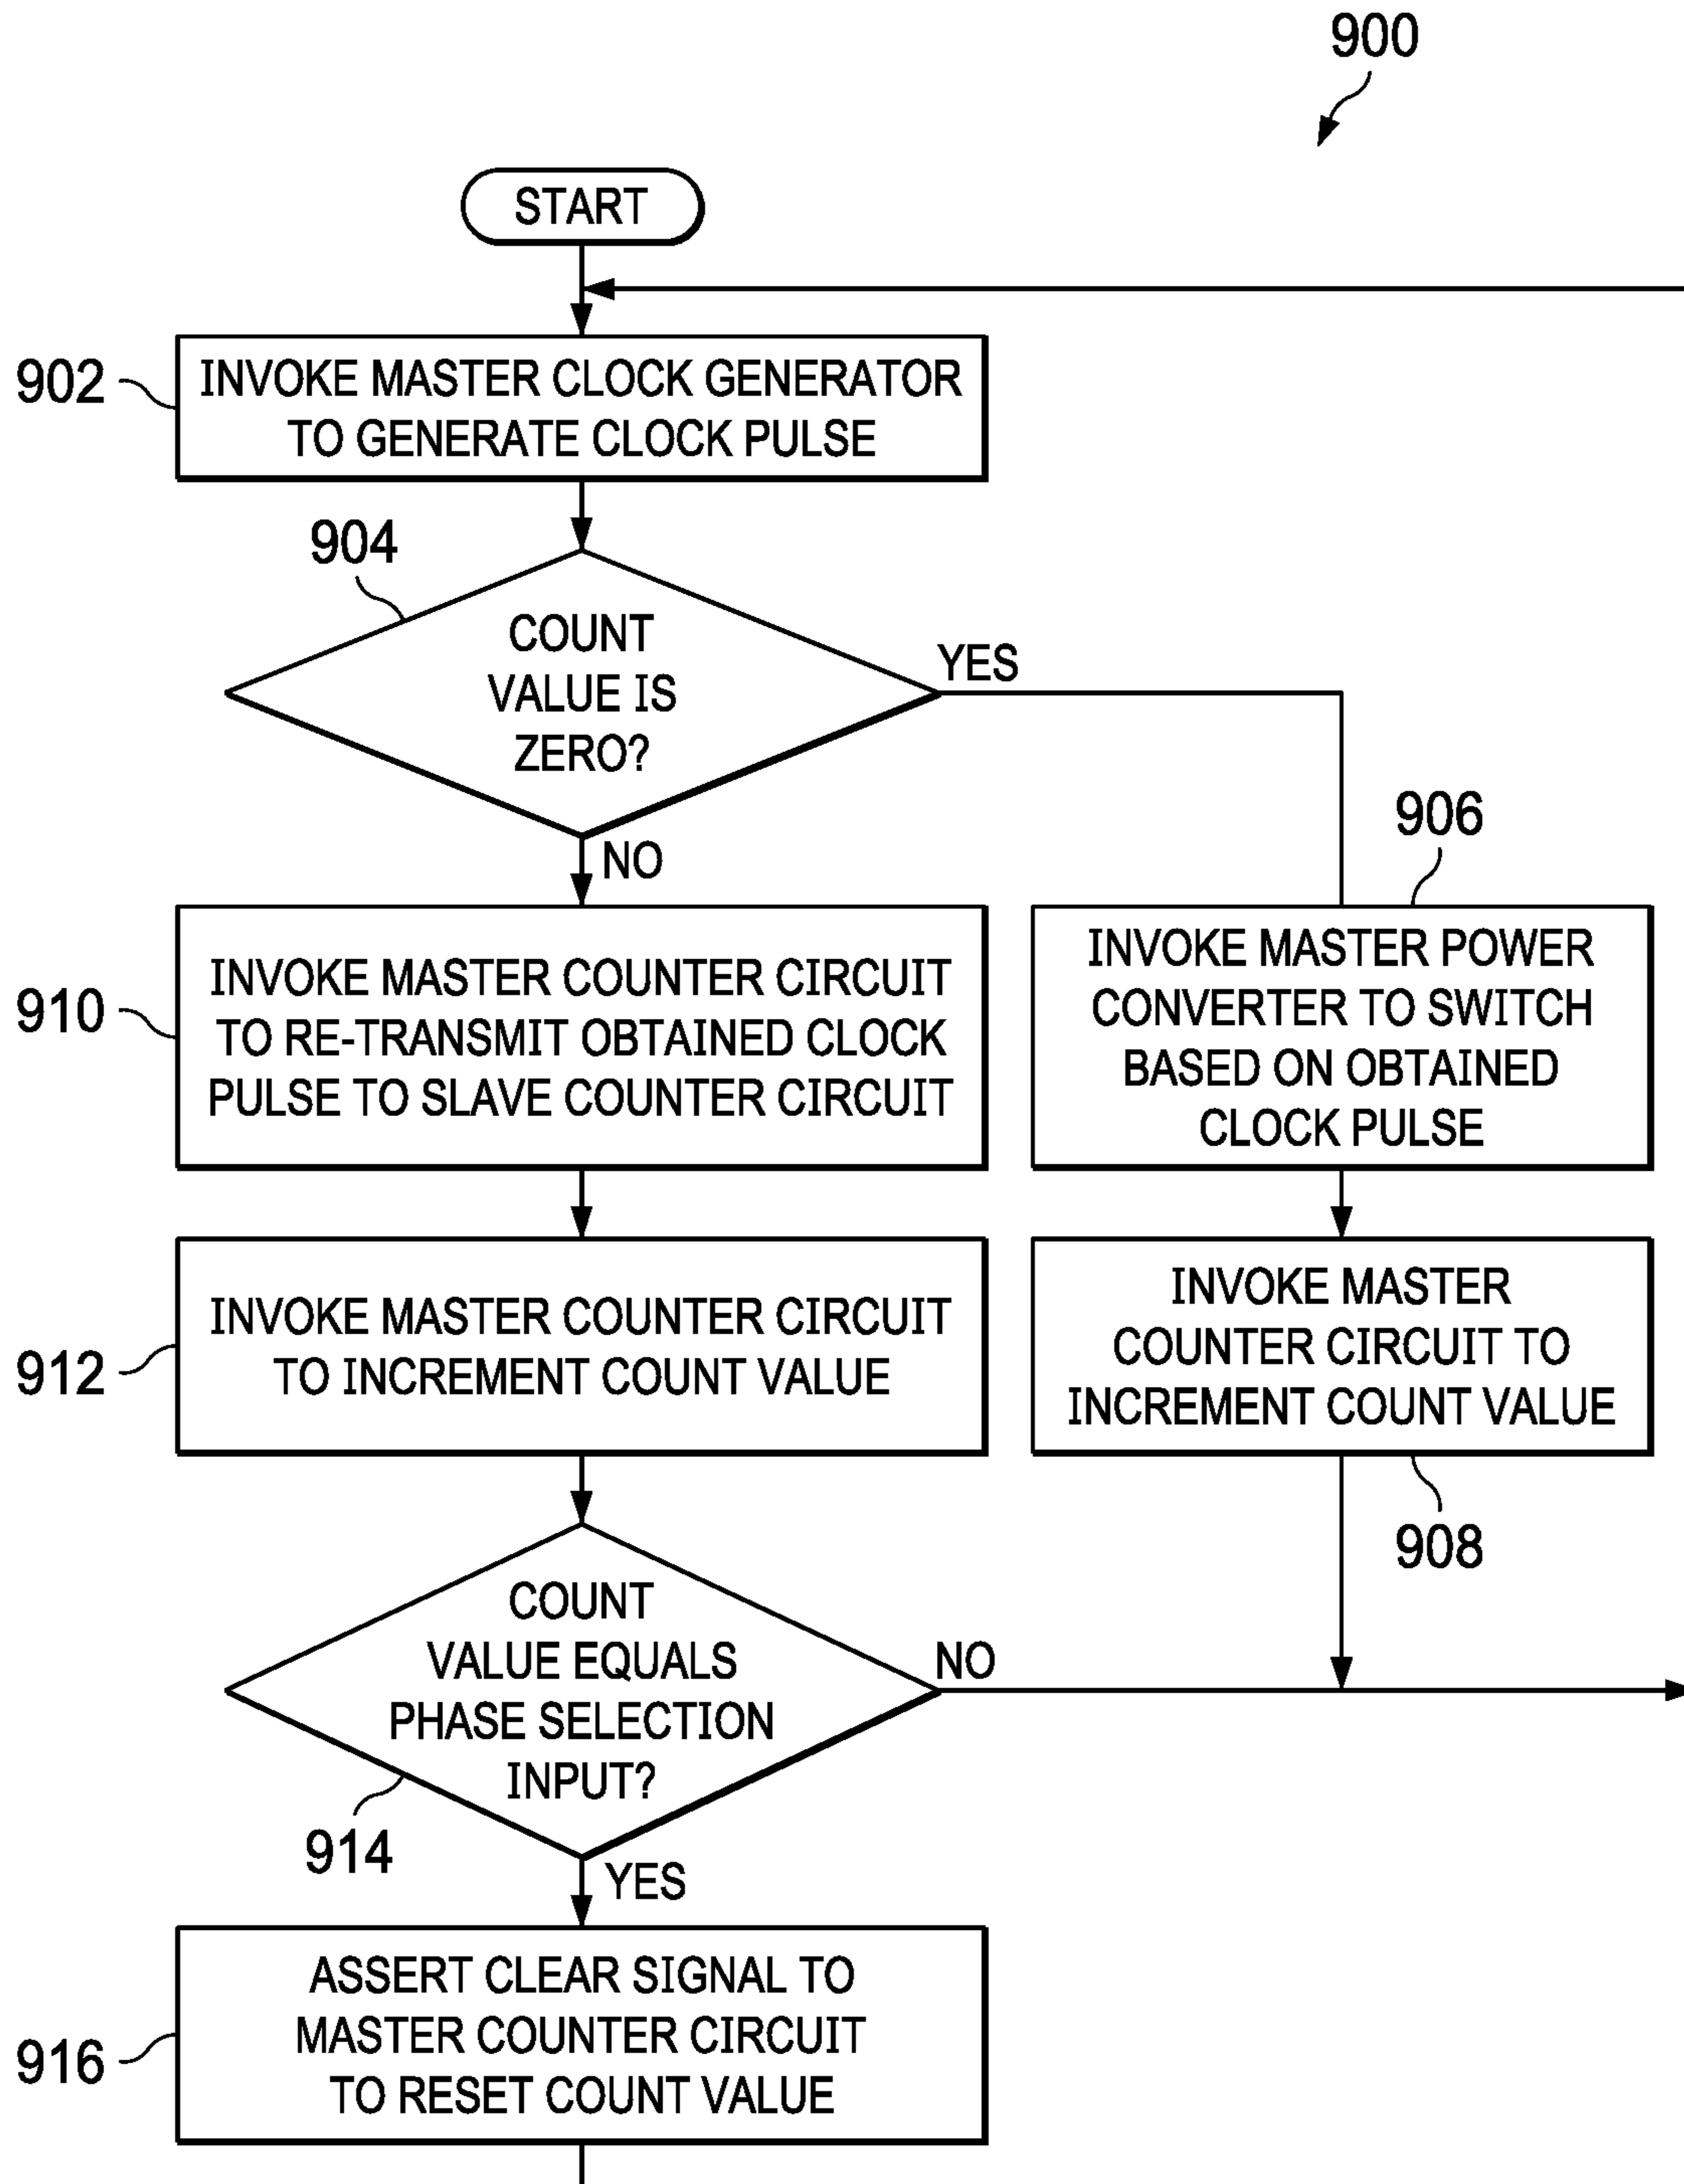 900
START
902
INVOKE MASTER CLOCK GENERATOR
TO GENERATE CLOCK PULSE
904
COUNT
VALUE IS
ZERO?
YES
NO
906
INVOKE MASTER POWER
CONVERTER TO SWITCH
BASED ON OBTAINED
CLOCK PULSE
910
INVOKE MASTER COUNTER CIRCUIT
TO RE-TRANSMIT OBTAINED CLOCK
PULSE TO SLAVE COUNTER CIRCUIT
912
INVOKE MASTER COUNTER CIRCUIT
TO INCREMENT COUNT VALUE
INVOKE MASTER
COUNTER CIRCUIT TO
INCREMENT COUNT VALUE
908
COUNT
VALUE EQUALS
PHASE SELECTION
INPUT?
NO
914
YES
916
ASSERT CLEAR SIGNAL TO
MASTER COUNTER CIRCUIT
TO RESET COUNT VALUE